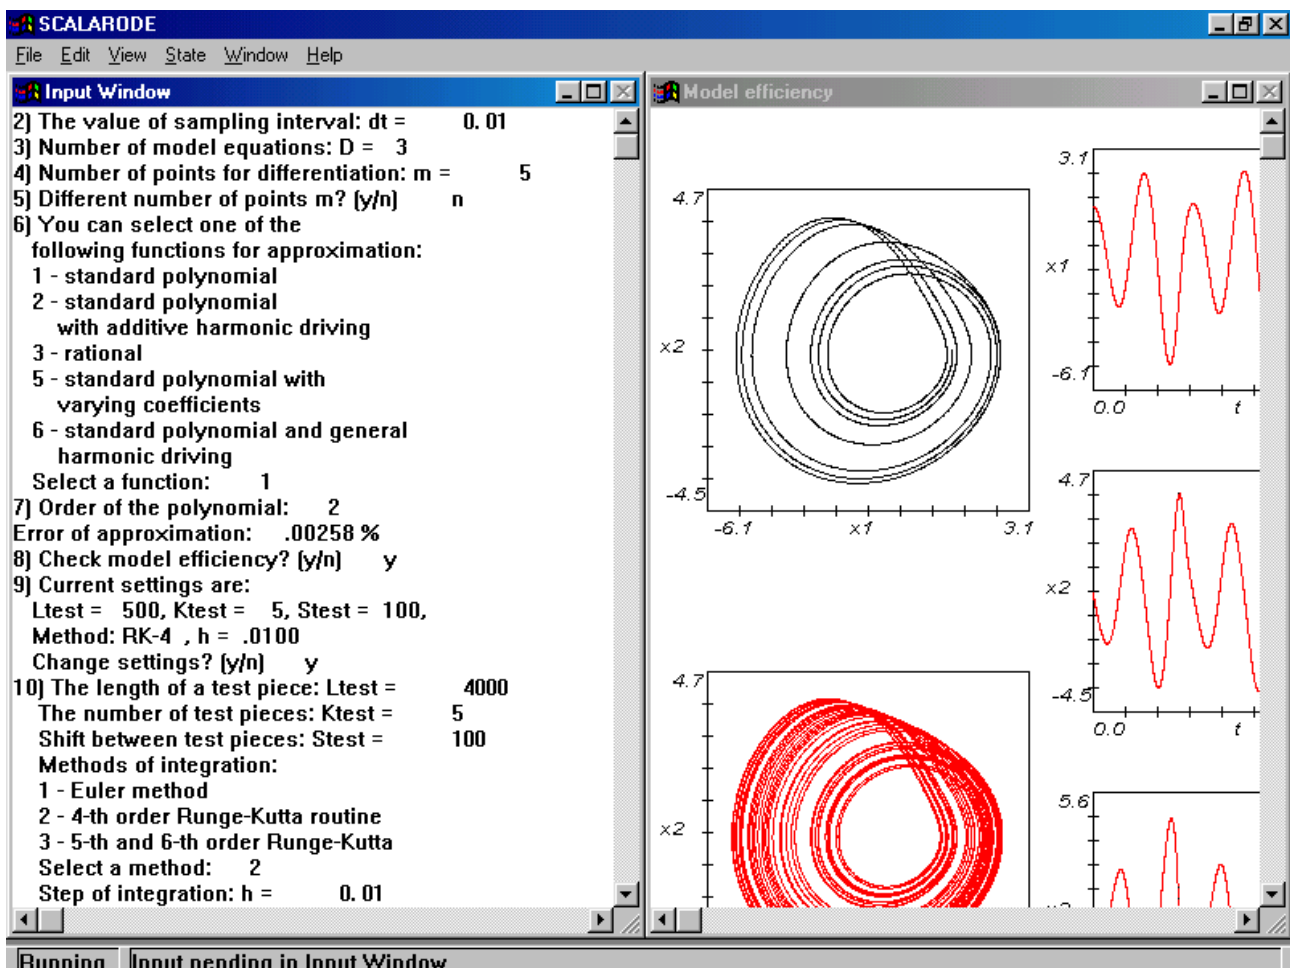 SCALARODE
File Edit View State Window Help
Input Window
2) The value of sampling interval: dt = 0.01
3) Number of model equations: D = 3
4) Number of points for differentiation: m = 5
5) Different number of points m? (y/n) n
6) You can select one of the
following functions for approximation:
1 - standard polynomial
2 - standard polynomial
with additive harmonic driving
3 - rational
5 - standard polynomial with
varying coefficients
6 - standard polynomial and general
harmonic driving
Select a function: 1
7) Order of the polynomial: 2
Error of approximation: .00258 %
8) Check model efficiency? (y/n) y
9) Current settings are:
Ltest = 500, Ktest = 5, Stest = 100,
Method: RK-4 , h = .0100
Change settings? (y/n) y
10) The length of a test piece: Ltest = 4000
The number of test pieces: Ktest = 5
Shift between test pieces: Stest = 100
Methods of integration:
1 - Euler method
2 - 4-th order Runge-Kutta routine
3 - 5-th and 6-th order Runge-Kutta
Select a method: 2
Step of integration: h = 0.01
Model efficiency
4.7
x2
-4.5
-6.1 x1 3.1
3.1
x1
-6.1
0.0 t
4.7
x2
-4.5
0.0 t
4.7
x2
5.6
Running Input pending in Input Window